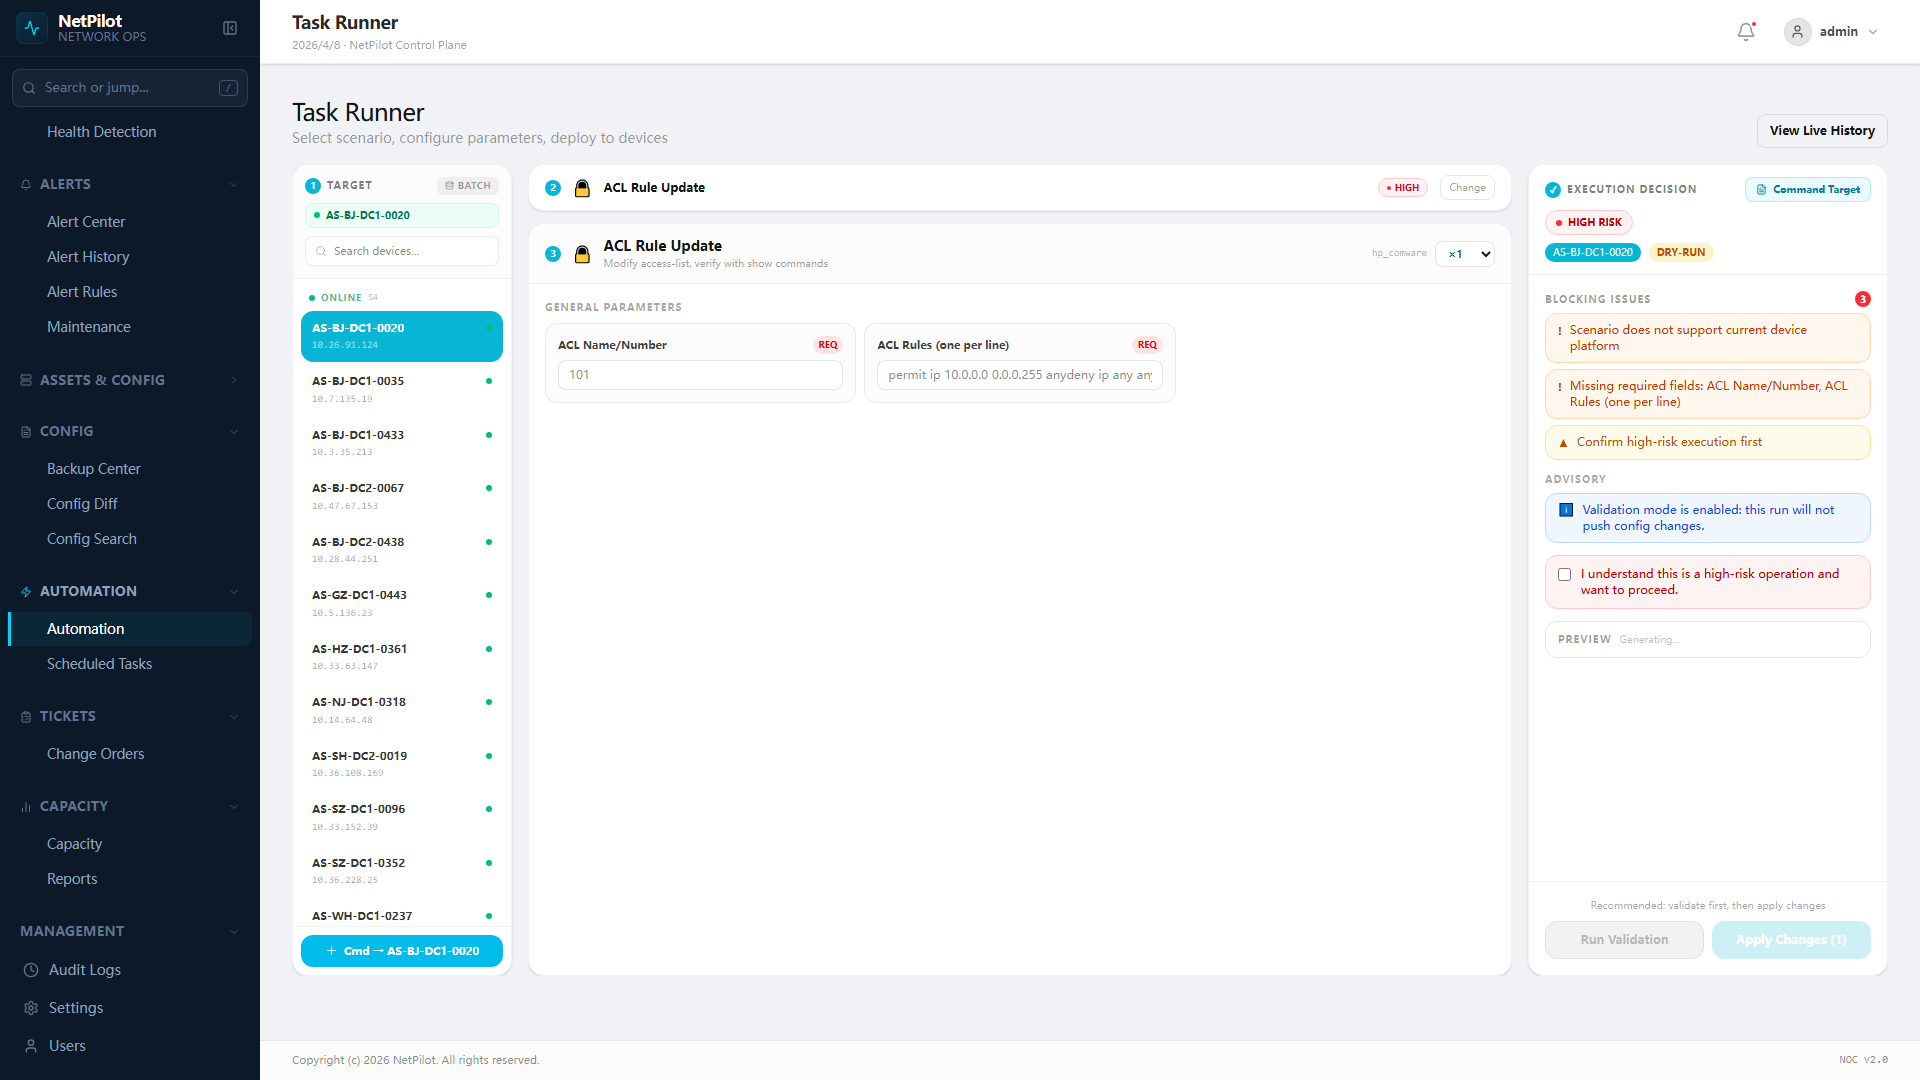 NetPilot
NETWORK OPS
Search or jump...
/
Health Detection
ALERTS
Alert Center
Alert History
Alert Rules
Maintenance
ASSETS & CONFIG
CONFIG
Backup Center
Config Diff
Config Search
AUTOMATION
Automation
Scheduled Tasks
TICKETS
Change Orders
CAPACITY
Capacity
Reports
MANAGEMENT
Audit Logs
Settings
Users
Task Runner
2026/4/8 · NetPilot Control Plane
admin
Task Runner
Select scenario, configure parameters, deploy to devices
View Live History
1 TARGET
BATCH
AS-BJ-DC1-0020
Search devices...
ONLINE 54
AS-BJ-DC1-0020
10.26.91.124
AS-BJ-DC1-0035
10.7.135.19
AS-BJ-DC1-0433
10.3.35.213
AS-BJ-DC2-0067
10.47.67.153
AS-BJ-DC2-0438
10.28.44.251
AS-GZ-DC1-0443
10.5.136.23
AS-HZ-DC1-0361
10.33.63.147
AS-NJ-DC1-0318
10.14.64.48
AS-SH-DC2-0019
10.36.108.169
AS-SZ-DC1-0096
10.33.152.39
AS-SZ-DC1-0352
10.36.228.25
AS-WH-DC1-0237
+ Cmd → AS-BJ-DC1-0020
2 ACL Rule Update
HIGH
Change
3 ACL Rule Update
Modify access-list, verify with show commands
hp_comware
×1
GENERAL PARAMETERS
ACL Name/Number
REQ
101
ACL Rules (one per line)
REQ
permit ip 10.0.0.0 0.0.0.255 anydeny ip any any
EXECUTION DECISION
Command Target
HIGH RISK
AS-BJ-DC1-0020
DRY-RUN
BLOCKING ISSUES
3
! Scenario does not support current device
platform
! Missing required fields: ACL Name/Number, ACL
Rules (one per line)
▲ Confirm high-risk execution first
ADVISORY
Validation mode is enabled: this run will not
push config changes.
I understand this is a high-risk operation and
want to proceed.
PREVIEW Generating...
Recommended: validate first, then apply changes
Run Validation
Apply Changes (1)
Copyright (c) 2026 NetPilot. All rights reserved.
NOC v2.0